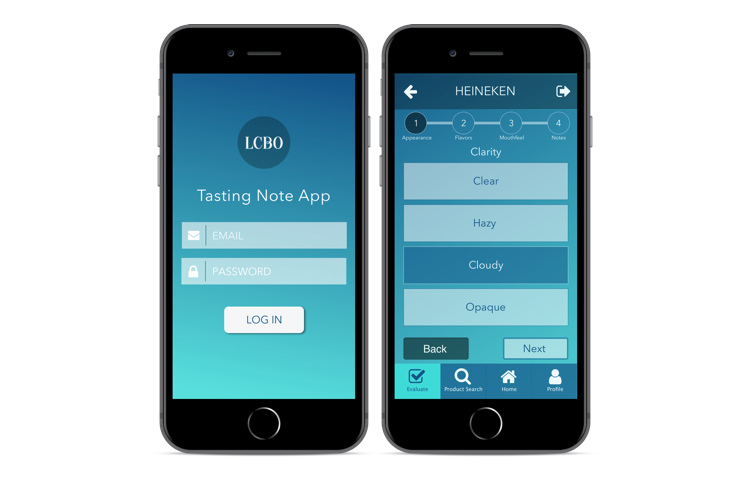 LCBO
Tasting Note App
EMAIL
PASSWORD
LOG IN
HEINEKEN
1 2 3 4
Appearance Flavors Mouthfeel Notes
Clarity
Clear
Hazy
Cloudy
Opaque
Back Next
Evaluate Product Search Home Profile